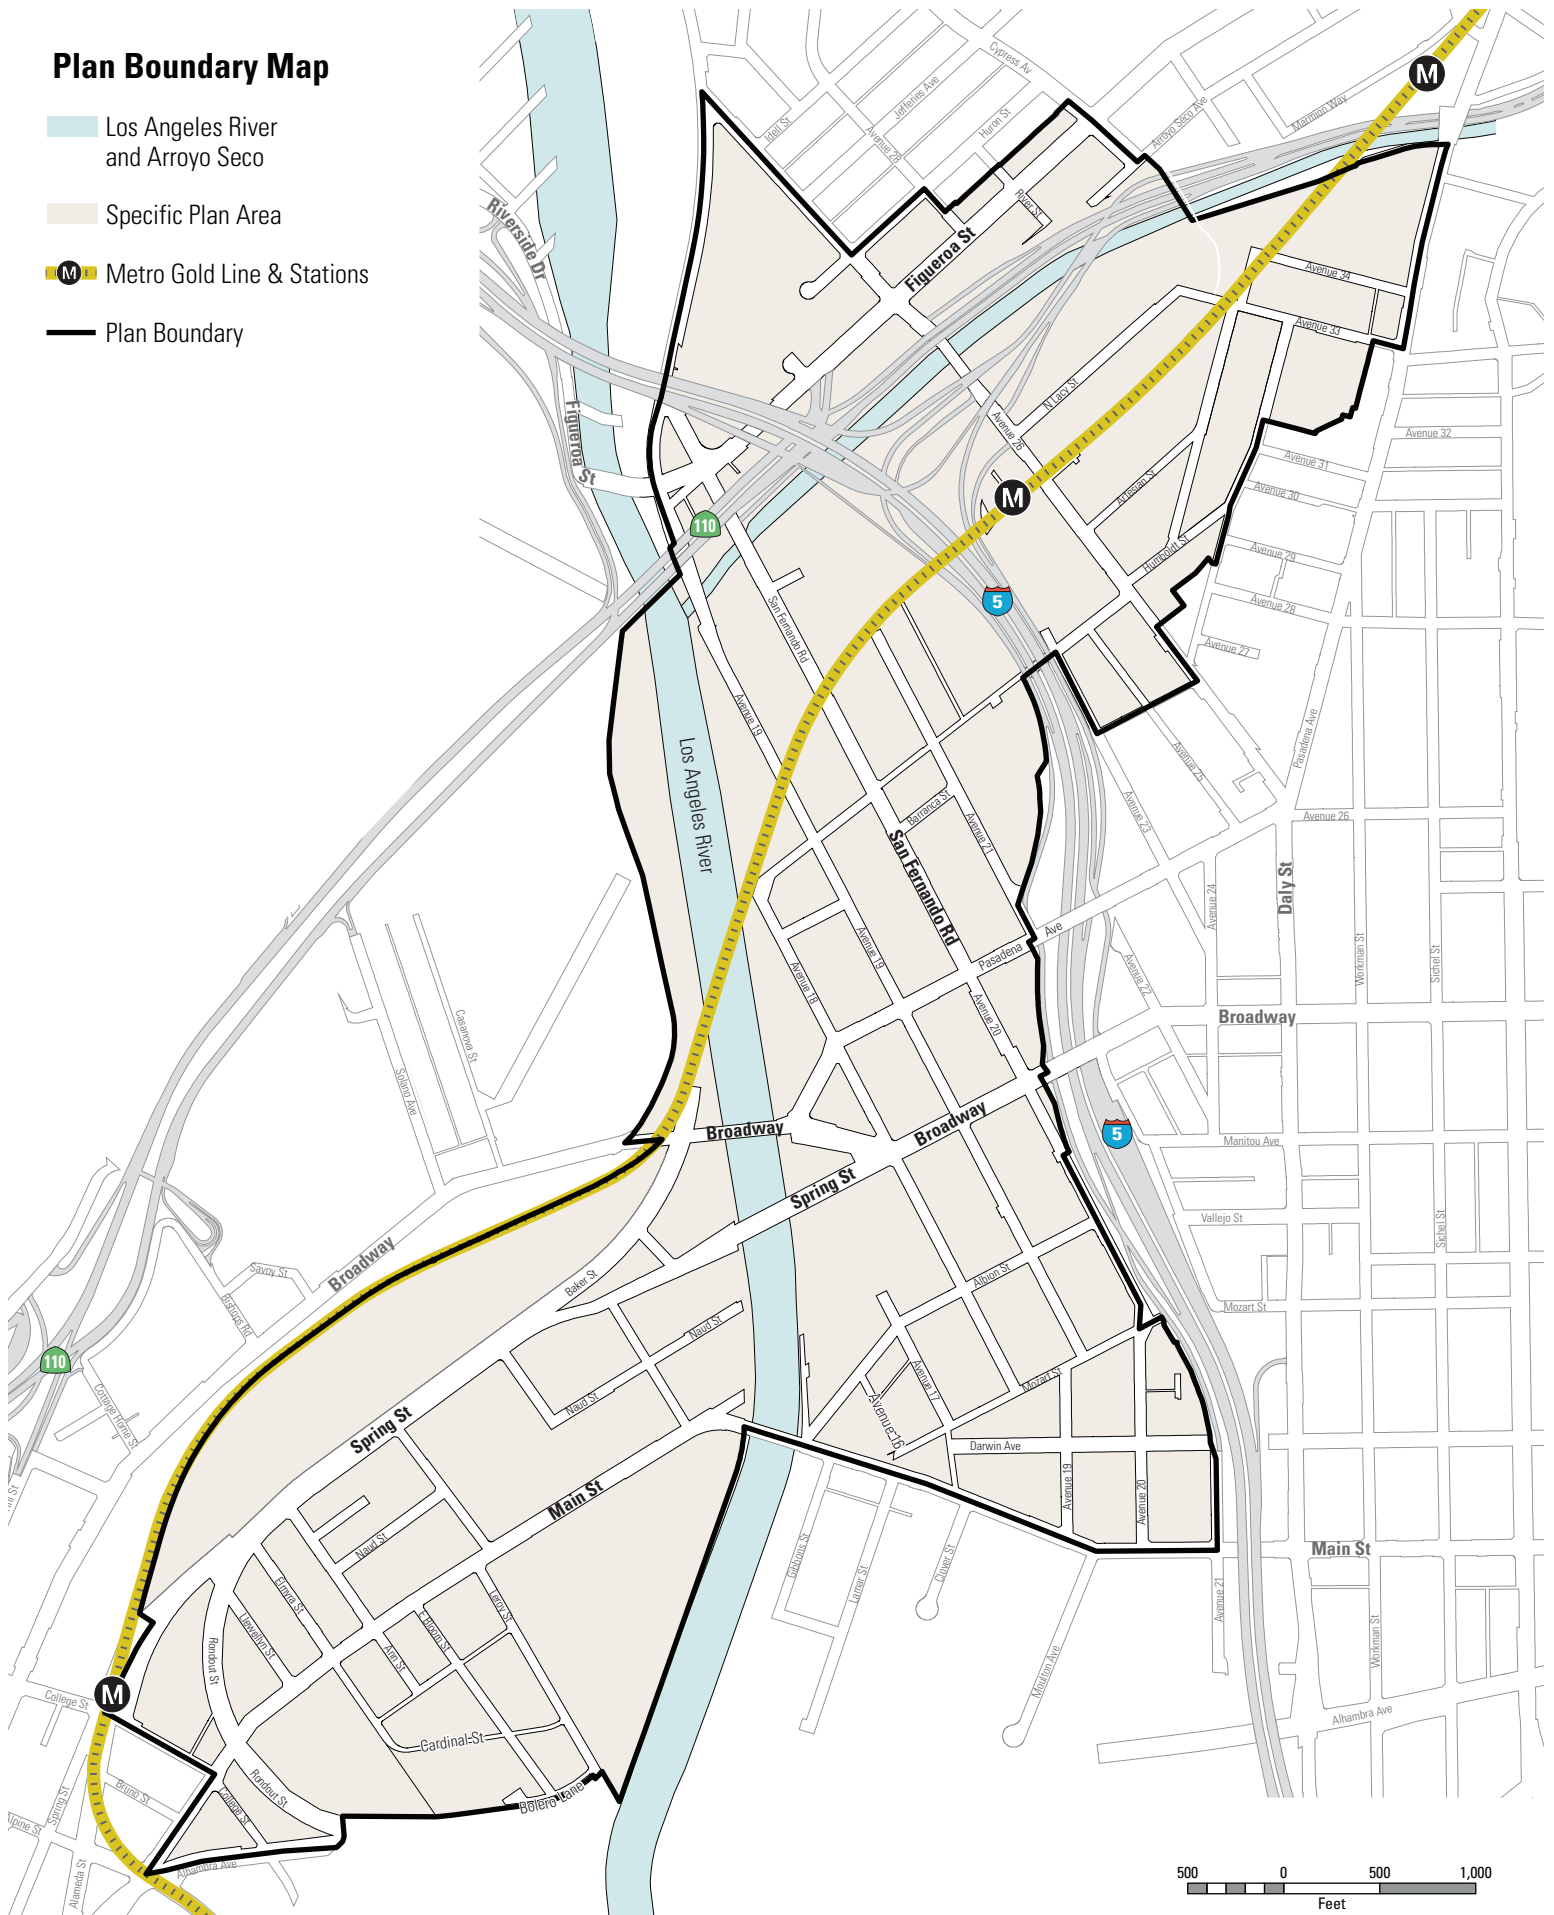 Plan Boundary Map
Los Angeles River
and Arroyo Seco
Specific Plan Area
M
Metro Gold Line & Stations
Plan Boundary
M
Cypress Av
Jefferies Ave
Idell St
Avenue 28
Huron St
Arroyo Seco Ave
Marmion Way
Riverside Dr
River St
Figueroa St
Avenue 34
Avenue 33
N Lacy St
Figueroa St
Avenue 26
Avenue 32
Avenue 31
Avenue 30
Artesian St
M
110
Humboldt St
Avenue 29
5
Avenue 28
San Fernando Rd
Avenue 27
Avenue 19
Pasadena Ave
Avenue 25
Los Angeles River
Barranca St
Avenue 21
Avenue 23
Avenue 26
San Fernando Rd
Daly St
Avenue 24
Pasadena
Ave
Avenue 19
Avenue 18
Avenue 22
Workman St
Sichel St
Avenue 20
Broadway
Casanova St
Solano Ave
Broadway
Broadway
5
Manitou Ave
Spring St
Vallejo St
Sichel St
Broadway
Savoy St
Bishops Rd
Baker St
Albion St
Mozart St
Naud St
110
Cottage Home St
Naud St
Avenue 17
Mozart St
Avenue 16
Spring St
Darwin Ave
Main St
Avenue 19
Avenue 20
Naud St
Gibbons St
Lamar St
Clover St
Main St
Elmyra St
Llewellyn St
Leroy St
E Bloom St
Ann St
Avenue 21
Workman St
Rondout St
Moulton Ave
M
College St
Cardinal St
Alhambra Ave
Rondout St
Bruno St
College St
Bolero Lane
Spring St
Alpine St
Alameda St
Alhambra Ave
500
0
500
1,000
Feet